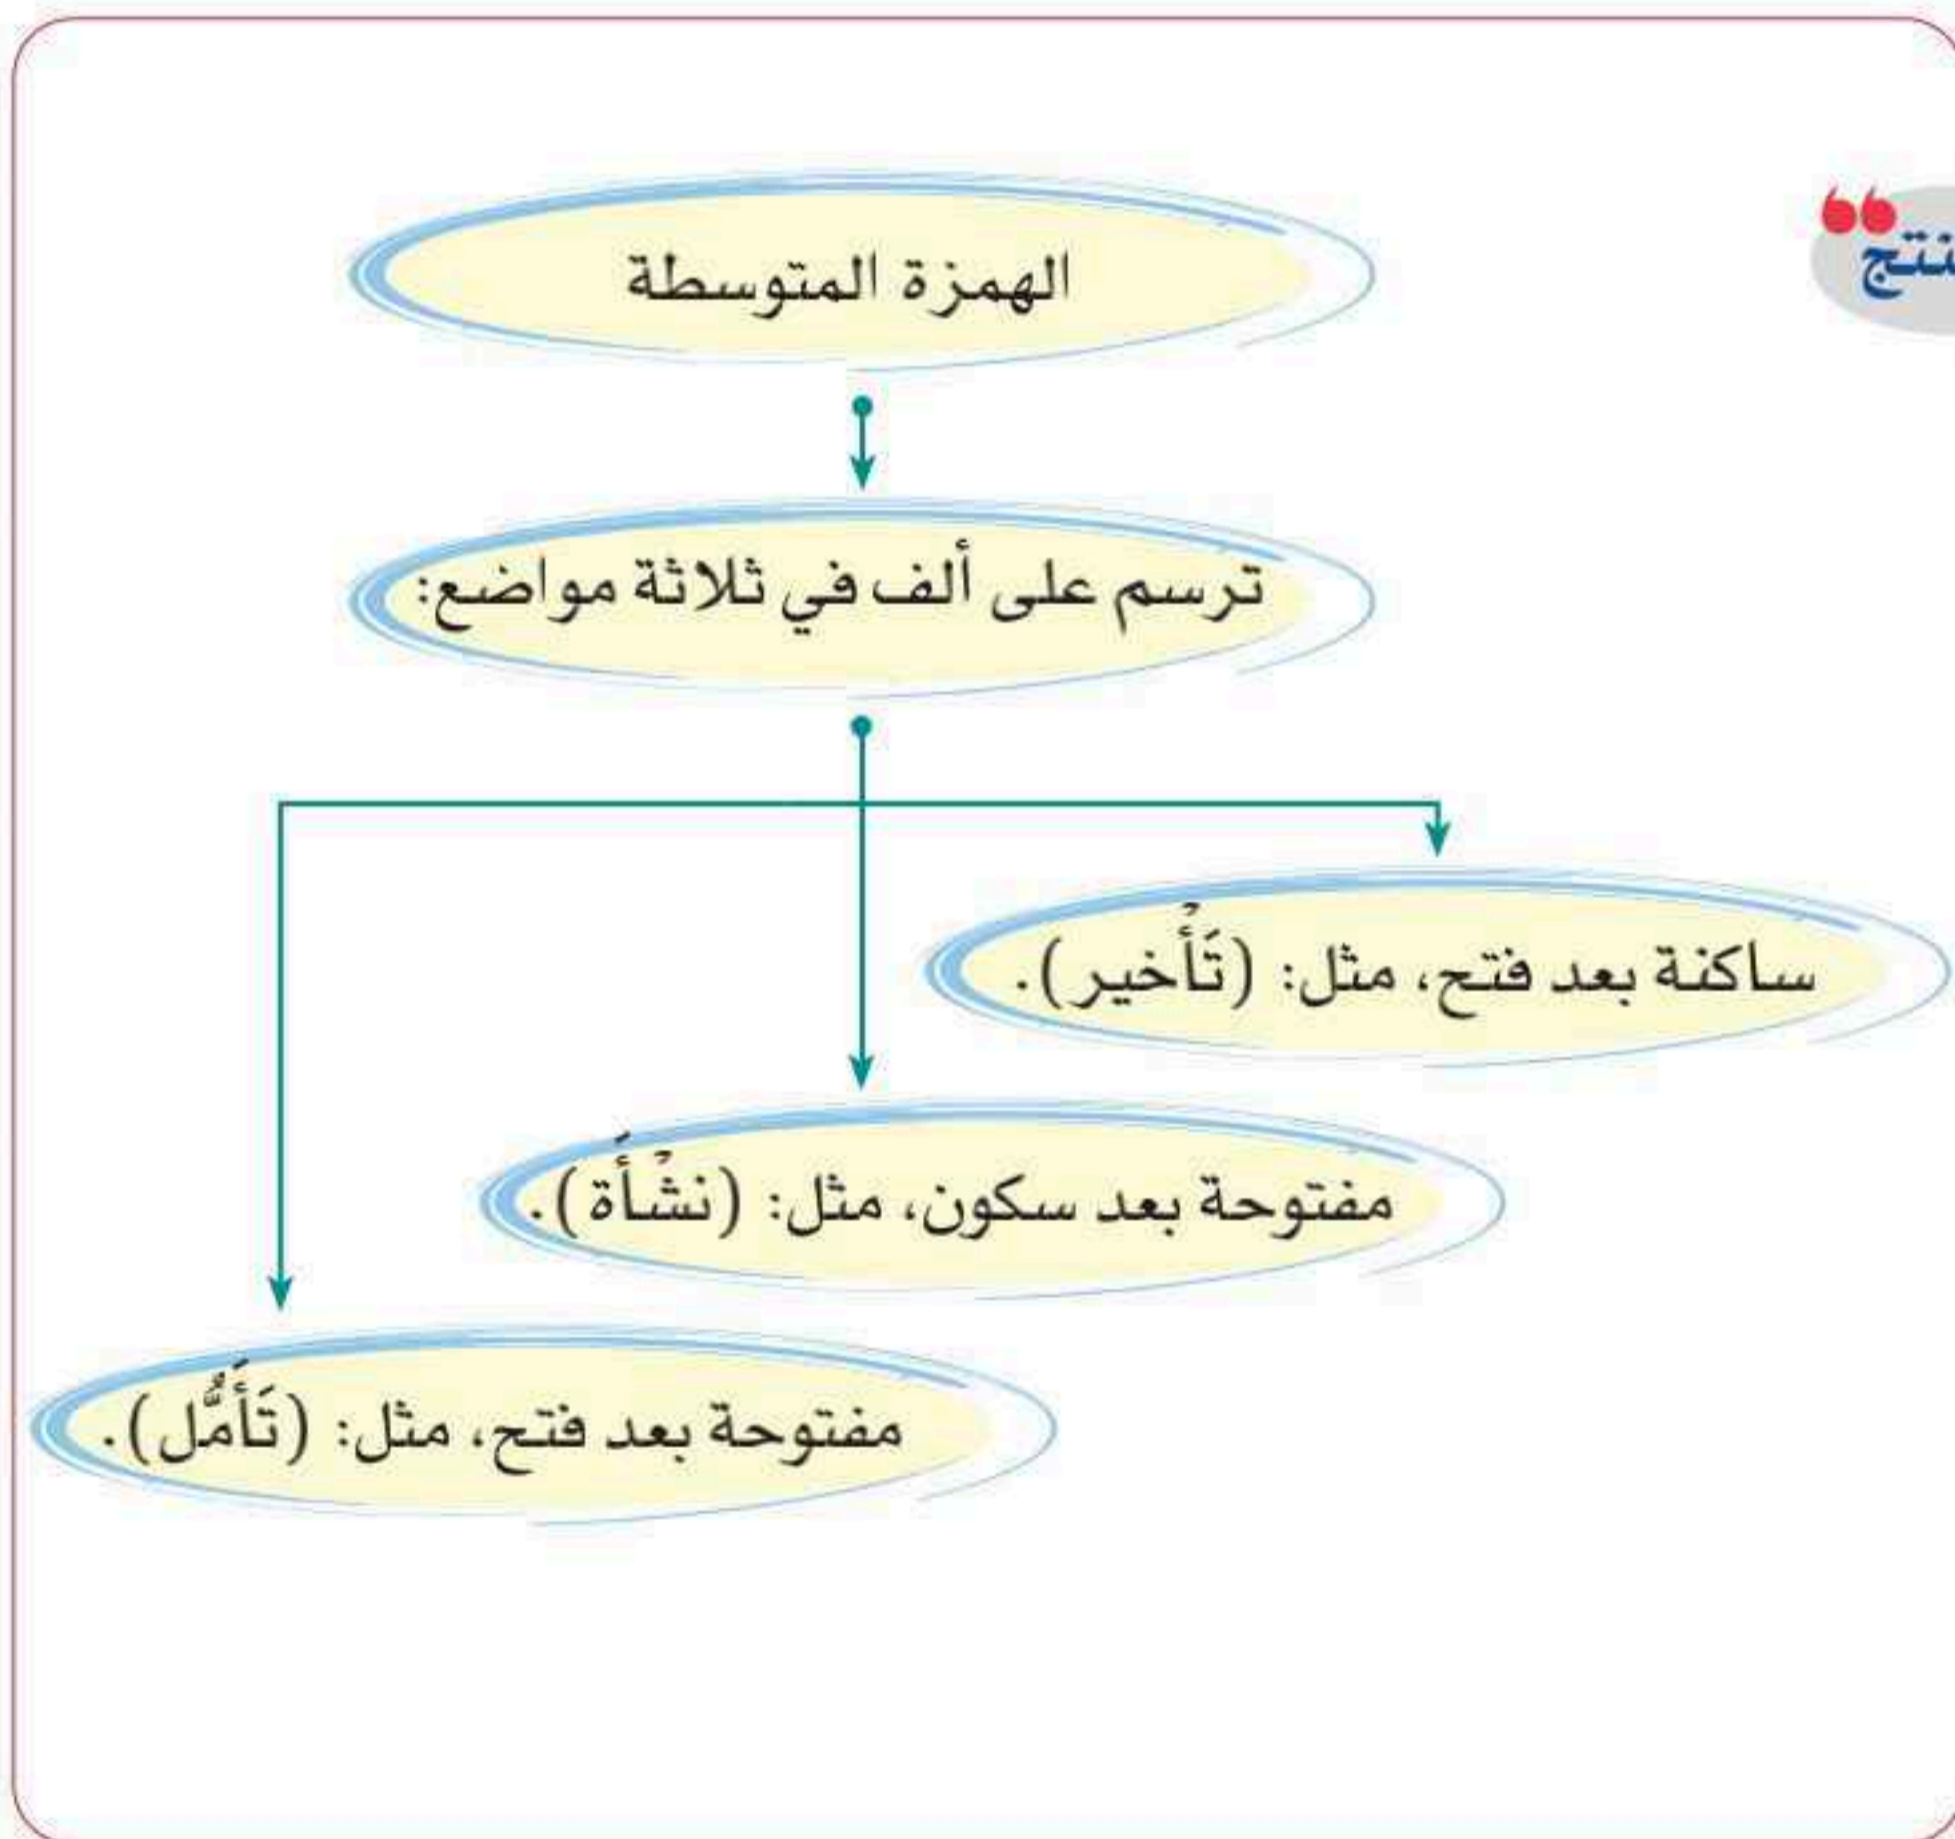 الهمزة المتوسطة
ترسم على ألف في ثلاثة مواضع:
ساكنة بعد فتح، مثل: (تَأْخير).
مفتوحة بعد سكون، مثل: (نشْأَة).
مفتوحة بعد فتح، مثل: (تَأَمُّل).